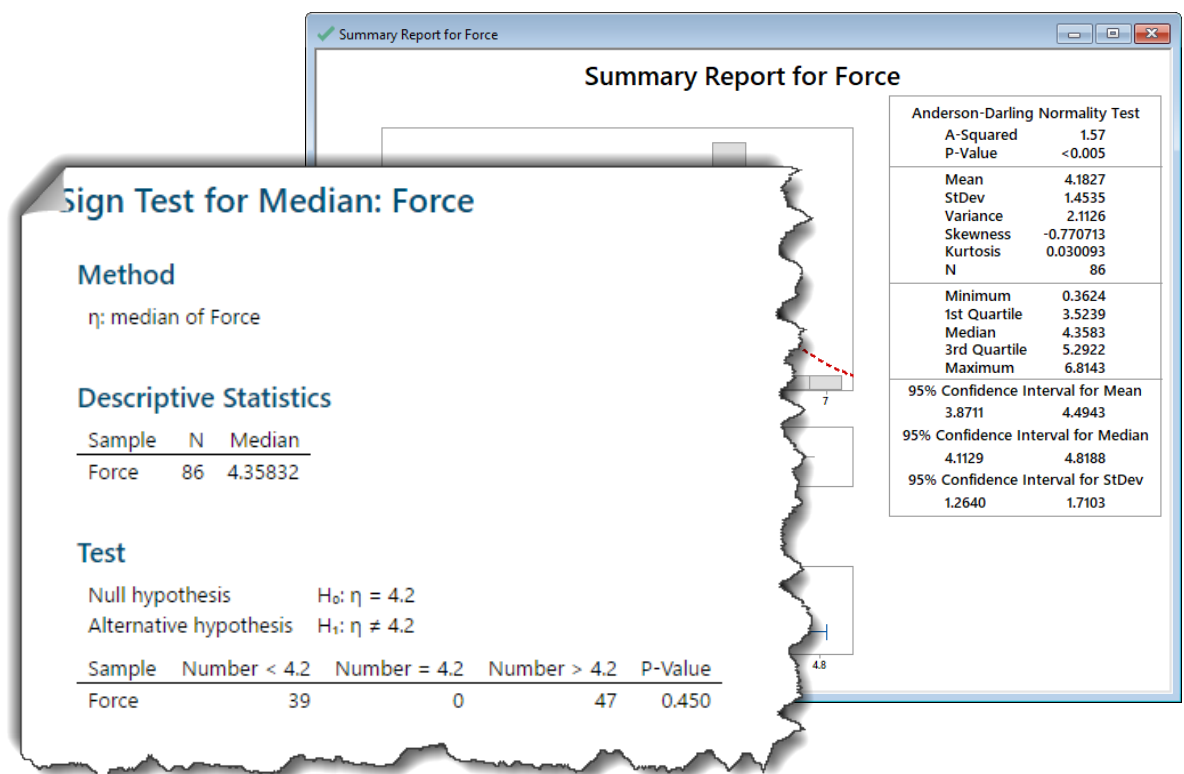 Summary Report for Force
Summary Report for Force
Anderson-Darling Normality Test
A-Squared 1.57
P-Value <0.005
Mean 4.1827
StDev 1.4535
Variance 2.1126
Skewness -0.770713
Kurtosis 0.030093
N 86
Minimum 0.3624
1st Quartile 3.5239
Median 4.3583
3rd Quartile 5.2922
Maximum 6.8143
95% Confidence Interval for Mean
3.8711 4.4943
95% Confidence Interval for Median
4.1129 4.8188
95% Confidence Interval for StDev
1.2640 1.7103
7
4.8
Sign Test for Median: Force
Method
η: median of Force
Descriptive Statistics
Sample N Median
Force 86 4.35832
Test
Null hypothesis H₀: η = 4.2
Alternative hypothesis H₁: η ≠ 4.2
Sample Number < 4.2 Number = 4.2 Number > 4.2 P-Value
Force 39 0 47 0.450